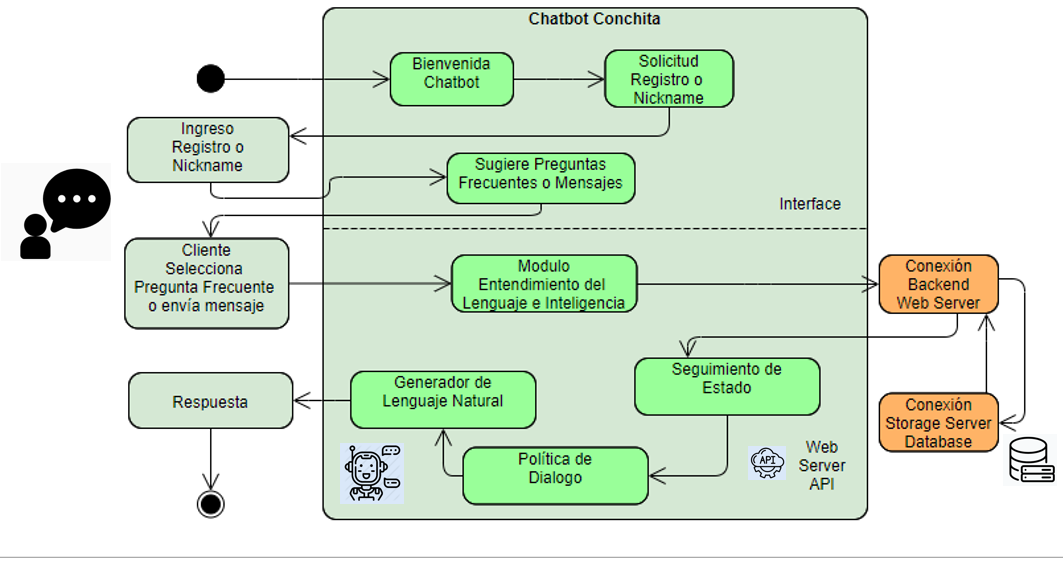 Chatbot Conchita
Bienvenida
Chatbot
Solicitud
Registro o
Nickname
Ingreso
Registro o
Nickname
Sugiere Preguntas
Frecuentes o Mensajes
Interface
Cliente
Selecciona
Pregunta Frecuente
o envía mensaje
Modulo
Entendimiento del
Lenguaje e Inteligencia
Conexión
Backend
Web Server
Seguimiento de
Estado
Generador de
Lenguaje Natural
Respuesta
Conexión
Storage Server
Database
Política de
Dialogo
API
Web
Server
API